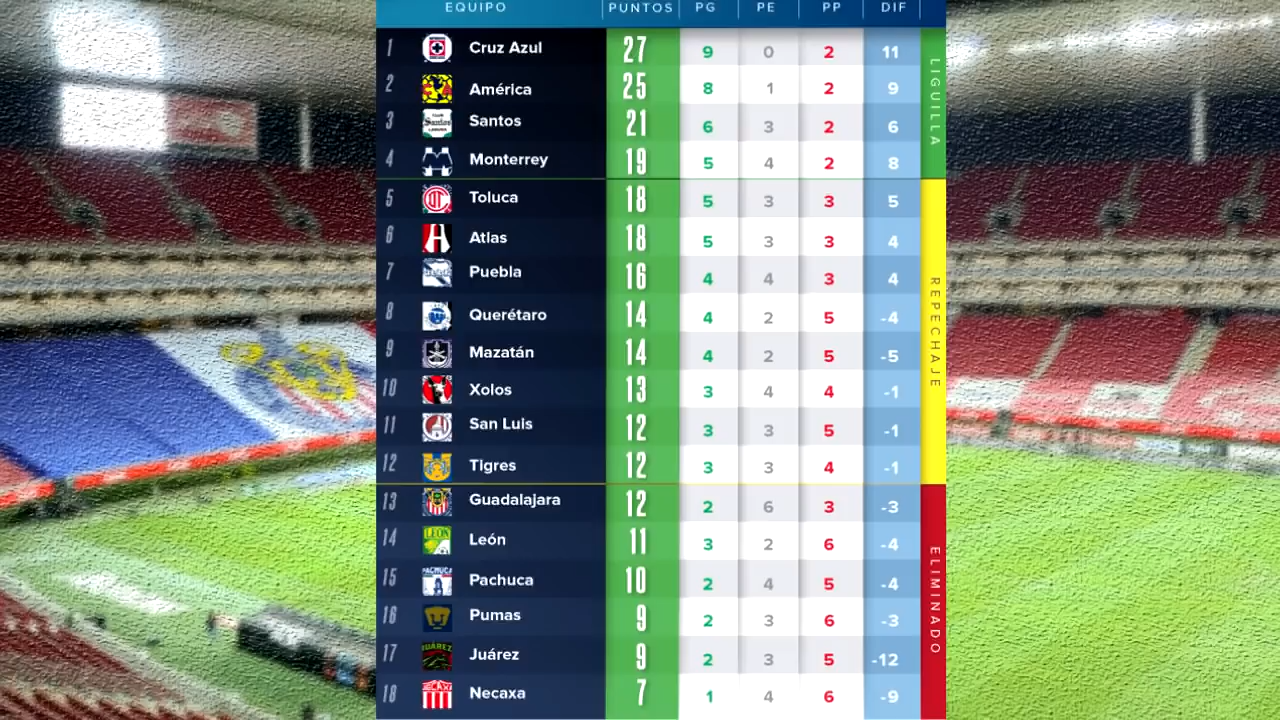 EQUIPO PUNTOS PG PE PP DIF
1 Cruz Azul 27 9 0 2 11
2 América 25 8 1 2 9
3 Santos 21 6 3 2 6
4 Monterrey 19 5 4 2 8
5 Toluca 18 5 3 3 5
6 Atlas 18 5 3 3 4
7 Puebla 16 4 4 3 4
8 Querétaro 14 4 2 5 -4
9 Mazatán 14 4 2 5 -5
10 Xolos 13 3 4 4 -1
11 San Luis 12 3 3 5 -1
12 Tigres 12 3 3 4 -1
13 Guadalajara 12 2 6 3 -3
14 León 11 3 2 6 -4
15 Pachuca 10 2 4 5 -4
16 Pumas 9 2 3 6 -3
17 Juárez 9 2 3 5 -12
18 Necaxa 7 1 4 6 -9
LIGUILLA
REPECHAJE
ELIMINADO